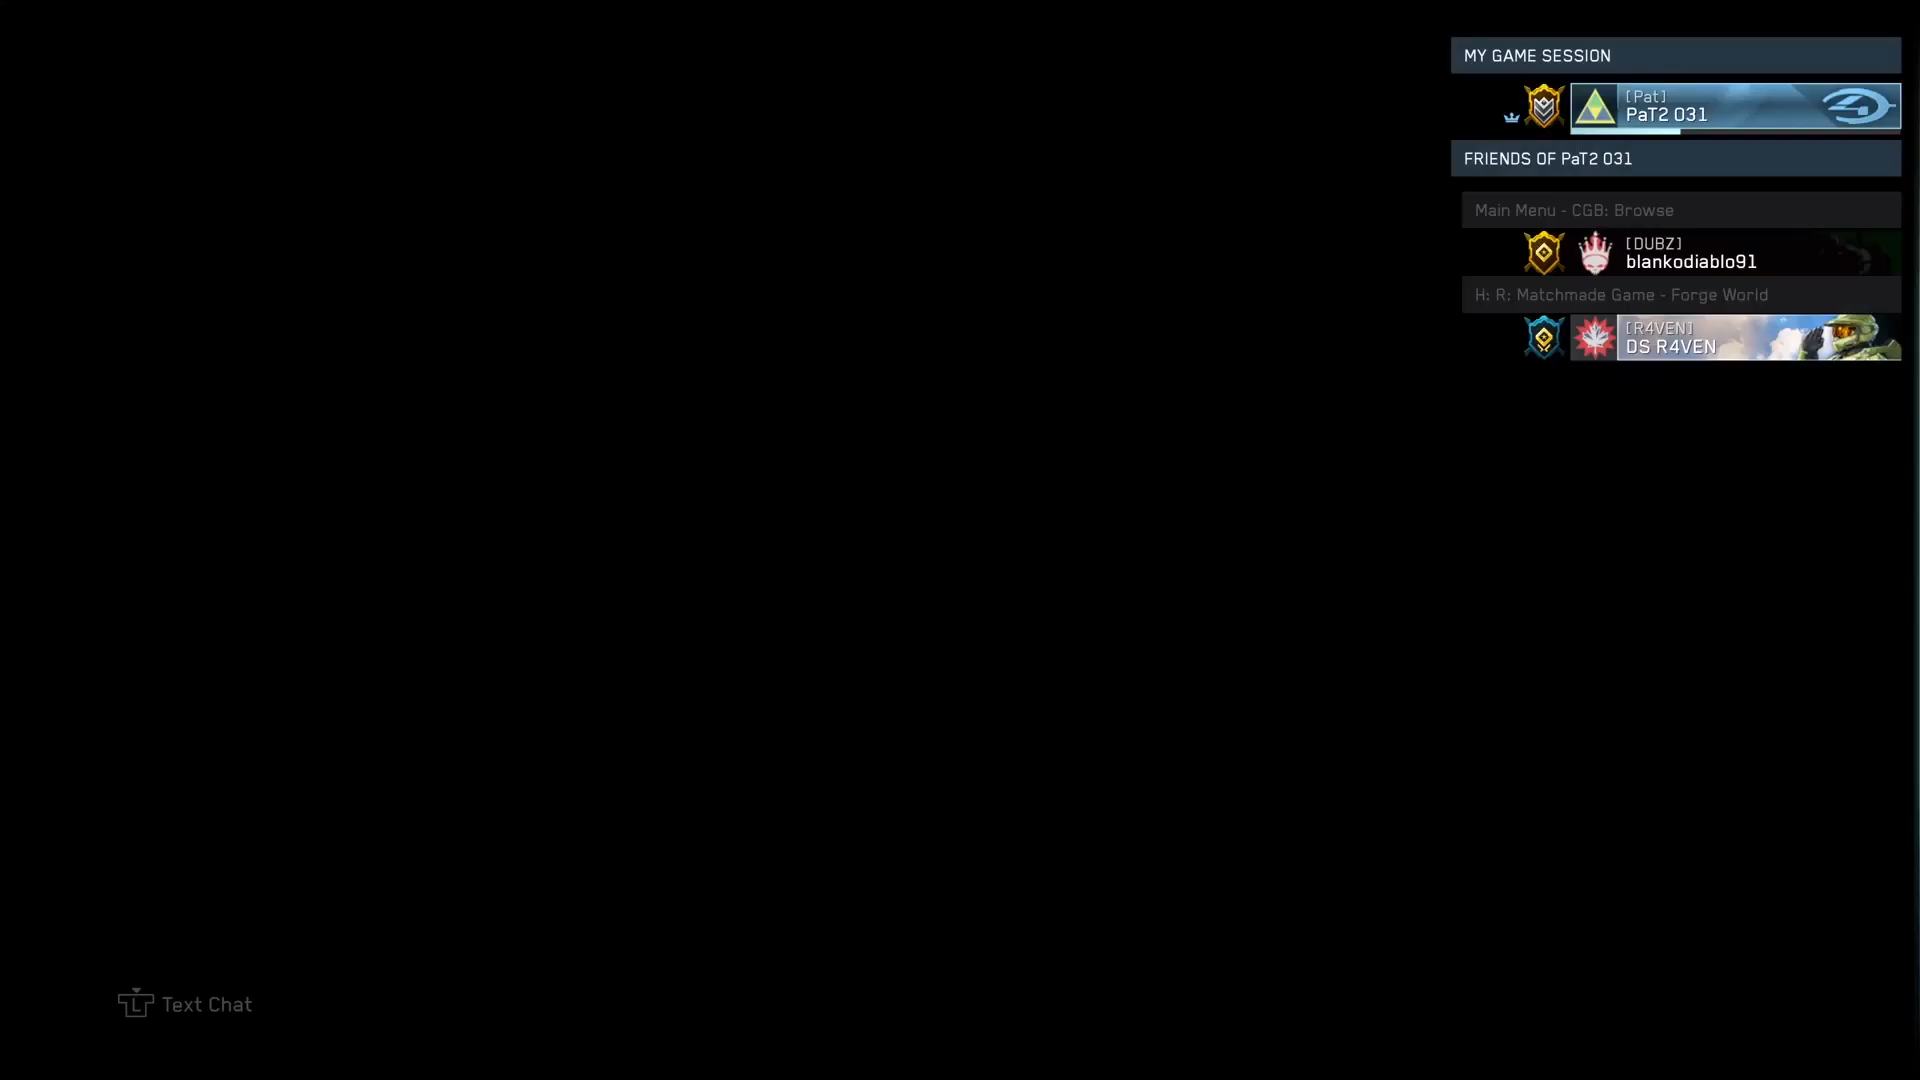 MY GAME SESSION
[Pat]
PaT2 031
FRIENDS OF PaT2 031
Main Menu - CGB: Browse
[DUBZ]
blankodiablo91
H: R: Matchmade Game - Forge World
[R4VEN]
DS R4VEN
L Text Chat